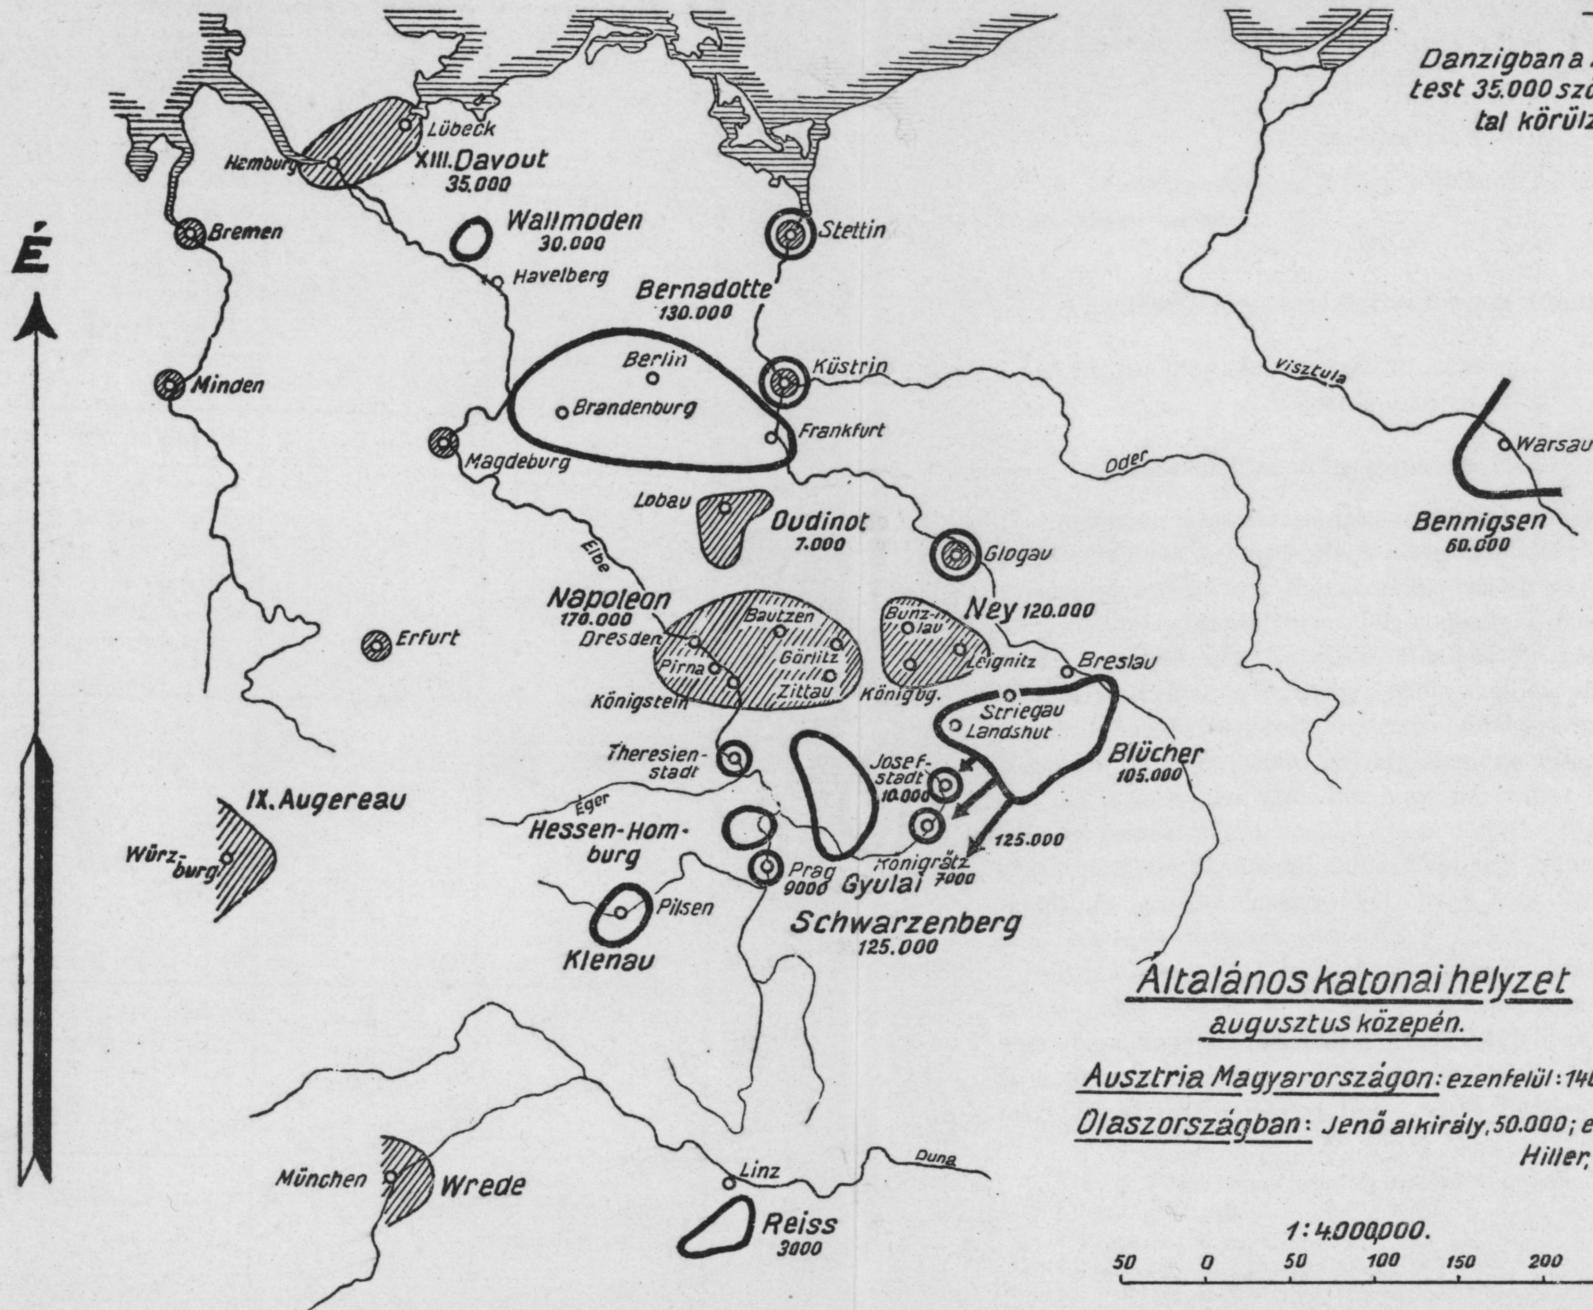 Danzigban a
test 35.000
tal
Lübeck
Hamburg
XIII. Davout
35.000
Wallmoden
30.000
Bremen
Stettin
É
Havelberg
Bernadotte
130.000
Berlin
Küstrin
Minden
Brandenburg
Visztula
Frankfurt
Warsau
Magdeburg
Oder
Lobau
Oudinot
7.000
Bennigsen
60.000
Elbe
Glogau
Napoleon
170.000
Ney 120.000
Bautzen
Bunz-
lau
Dresden
Erfurt
Görlitz
Leignitz
Pirna
Breslau
Zittau
Königbg.
Königstein
Striegau
Landshut
Theresien-
stadt
Josef-
stadt
10.000
Blücher
105.000
Eger
IX. Augereau
Hessen-Hom-
burg
125.000
Würz-
burg
Königrätz
7000
Prag
9000
Gyulai
Pilsen
Schwarzenberg
125.000
Klenau
Általános katonai helyzet
augusztus közepén.
Ausztria Magyarországon: ezenfelül:
Olaszországban: Jenő alkirály, 50.000;
Hiller,
Duna
Linz
München
Wrede
Reiss
3000
1:4.000,000.
50 0 50 100 150 200